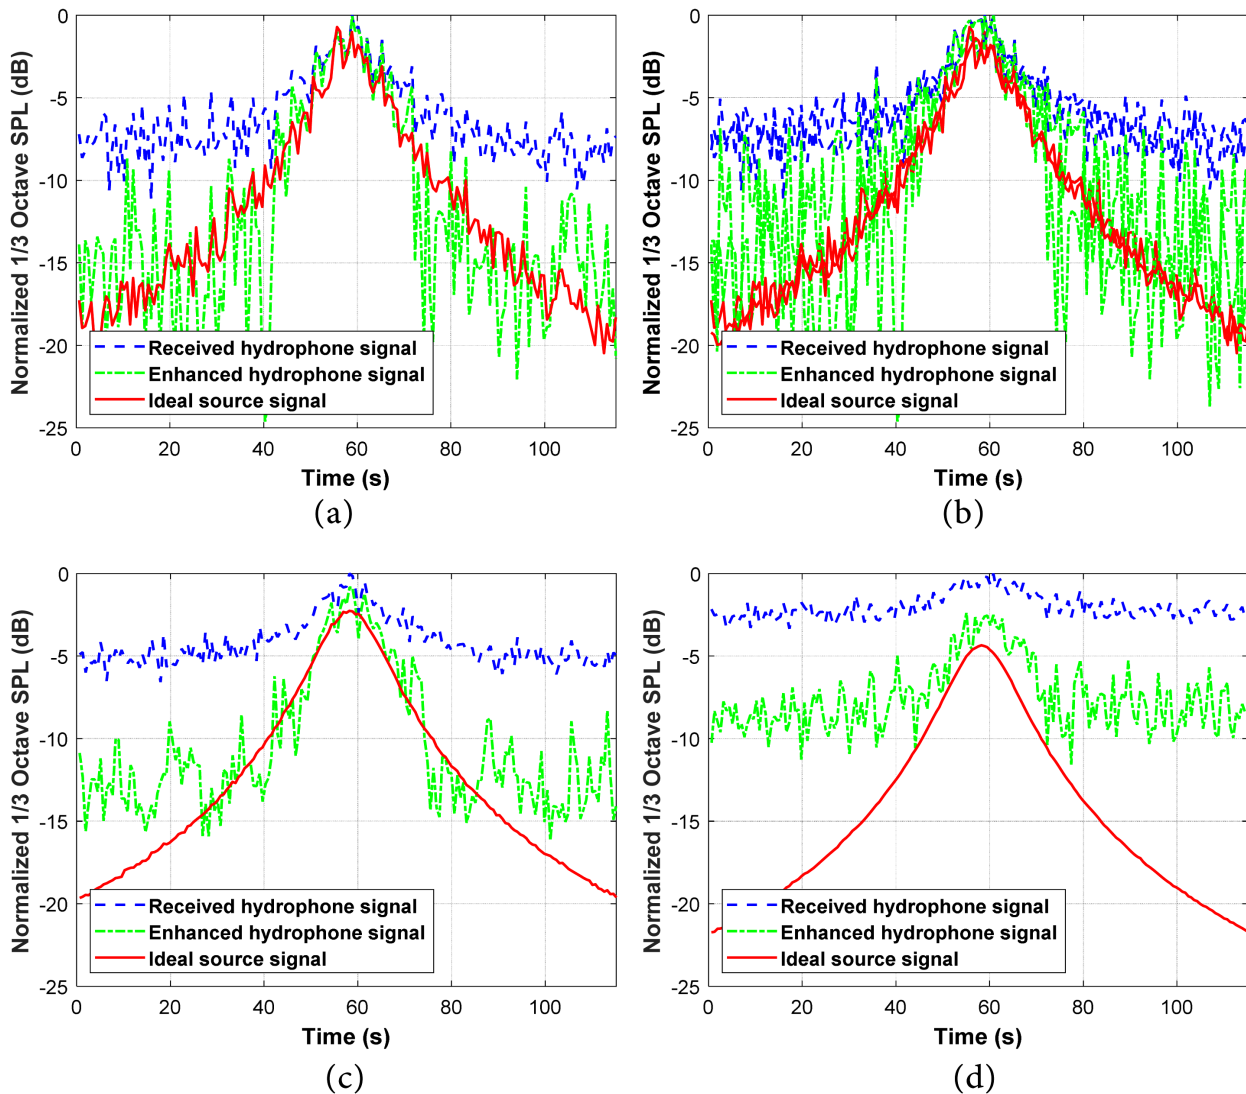 Normalized 1/3 Octave SPL (dB)
0
-5
-10
-15
-20
-25
Received hydrophone signal
Enhanced hydrophone signal
Ideal source signal
0 20 40 60 80 100
Time (s)
(a)
Normalized 1/3 Octave SPL (dB)
0
-5
-10
-15
-20
-25
Received hydrophone signal
Enhanced hydrophone signal
Ideal source signal
0 20 40 60 80 100
Time (s)
(b)
Normalized 1/3 Octave SPL (dB)
0
-5
-10
-15
-20
-25
Received hydrophone signal
Enhanced hydrophone signal
Ideal source signal
0 20 40 60 80 100
Time (s)
(c)
Normalized 1/3 Octave SPL (dB)
0
-5
-10
-15
-20
-25
Received hydrophone signal
Enhanced hydrophone signal
Ideal source signal
0 20 40 60 80 100
Time (s)
(d)